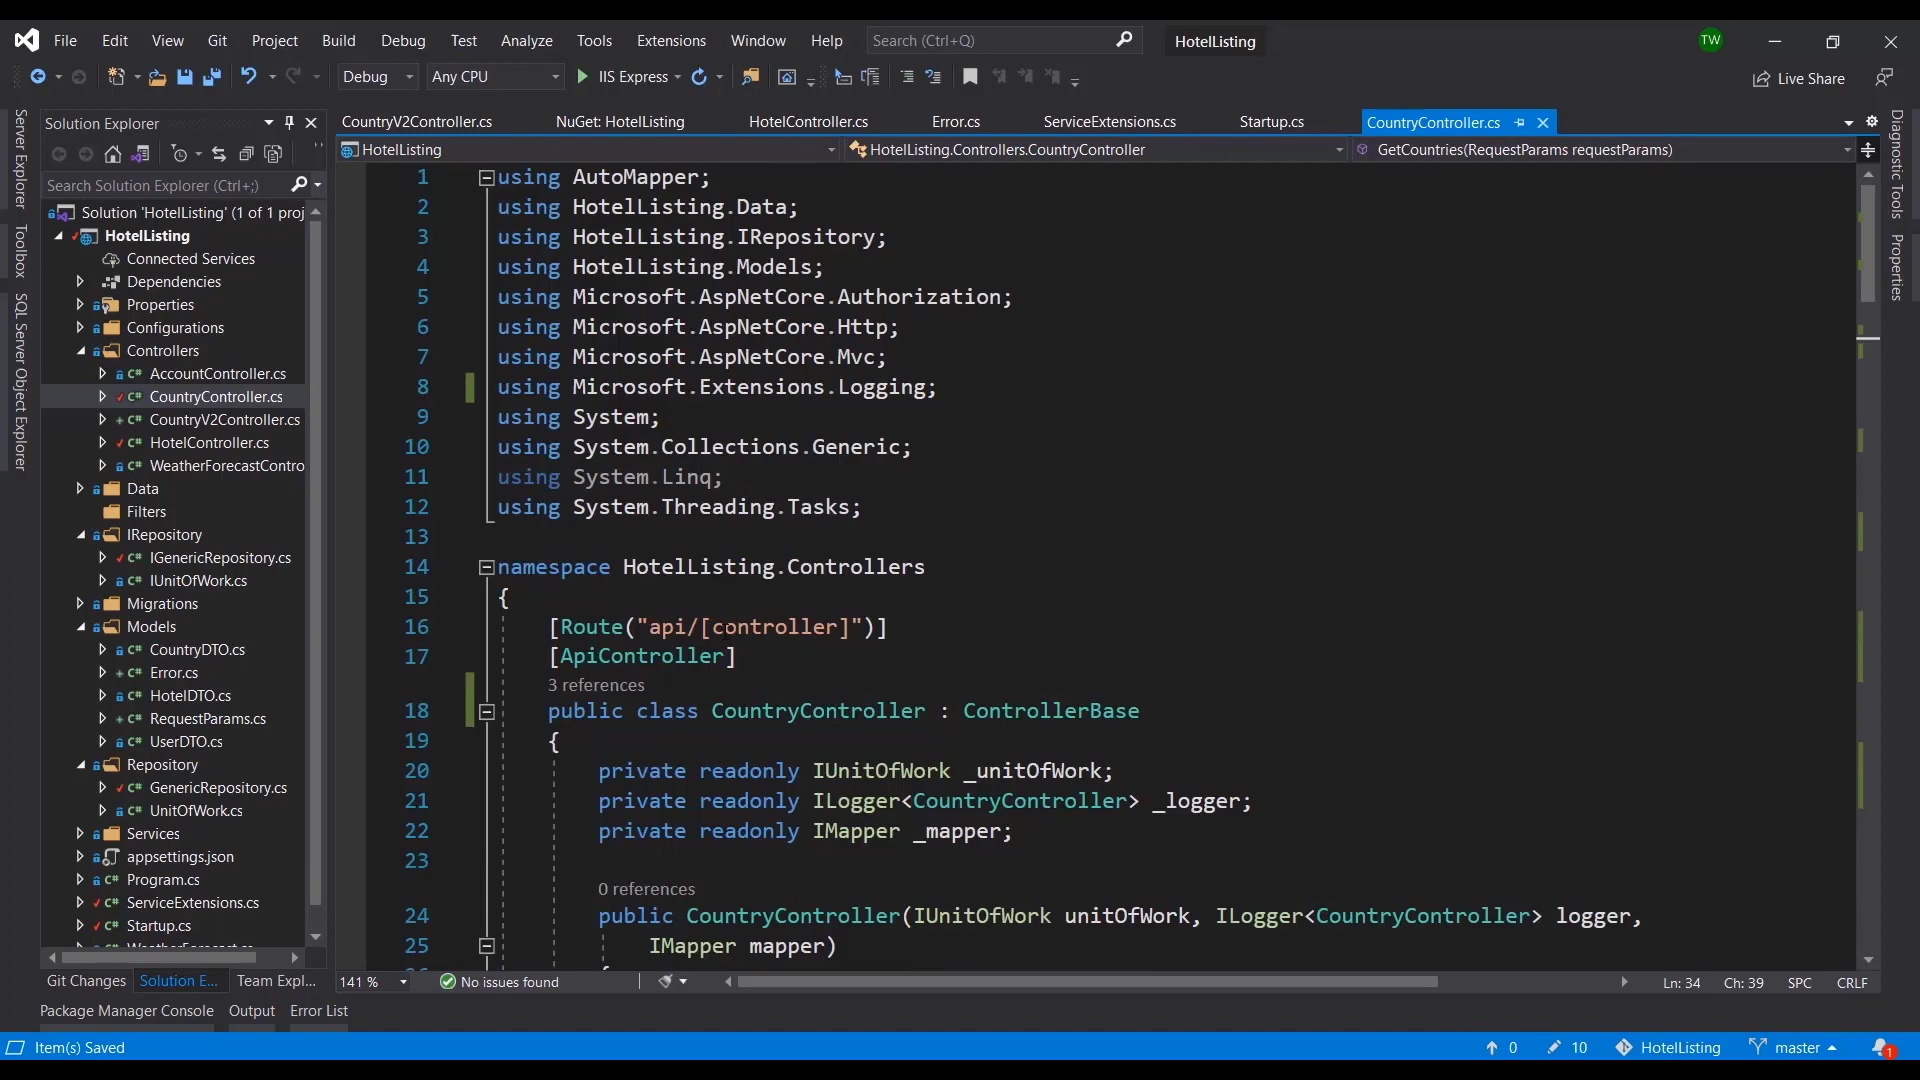 File Edit View Git Project Build Debug Test Analyze Tools Extensions Window Help Search (Ctrl+Q) HotelListing TW
Debug Any CPU IIS Express Live Share
Server Explorer
Toolbox
SQL Server Object Explorer
Solution Explorer
Search Solution Explorer (Ctrl+;)
Solution 'HotelListing' (1 of 1 proj
HotelListing
Connected Services
Dependencies
Properties
Configurations
Controllers
AccountController.cs
CountryController.cs
CountryV2Controller.cs
HotelController.cs
WeatherForecastContro
Data
Filters
IRepository
IGenericRepository.cs
IUnitOfWork.cs
Migrations
Models
CountryDTO.cs
Error.cs
HotelDTO.cs
RequestParams.cs
UserDTO.cs
Repository
GenericRepository.cs
UnitOfWork.cs
Services
appsettings.json
Program.cs
ServiceExtensions.cs
Startup.cs
WeatherForecast.cs
Git Changes Solution E... Team Expl...
CountryV2Controller.cs NuGet: HotelListing HotelController.cs Error.cs ServiceExtensions.cs Startup.cs CountryController.cs
HotelListing HotelListing.Controllers.CountryController GetCountries(RequestParams requestParams)
1 using AutoMapper;
2 using HotelListing.Data;
3 using HotelListing.IRepository;
4 using HotelListing.Models;
5 using Microsoft.AspNetCore.Authorization;
6 using Microsoft.AspNetCore.Http;
7 using Microsoft.AspNetCore.Mvc;
8 using Microsoft.Extensions.Logging;
9 using System;
10 using System.Collections.Generic;
11 using System.Linq;
12 using System.Threading.Tasks;
13
14 namespace HotelListing.Controllers
15 {
16 [Route("api/[controller]")]
17 [ApiController]
3 references
18 public class CountryController : ControllerBase
19 {
20 private readonly IUnitOfWork _unitOfWork;
21 private readonly ILogger<CountryController> _logger;
22 private readonly IMapper _mapper;
23
0 references
24 public CountryController(IUnitOfWork unitOfWork, ILogger<CountryController> logger,
25 IMapper mapper)
141 % No issues found Ln: 34 Ch: 39 SPC CRLF
Diagnostic Tools
Properties
Package Manager Console Output Error List
Item(s) Saved 0 10 HotelListing master 1